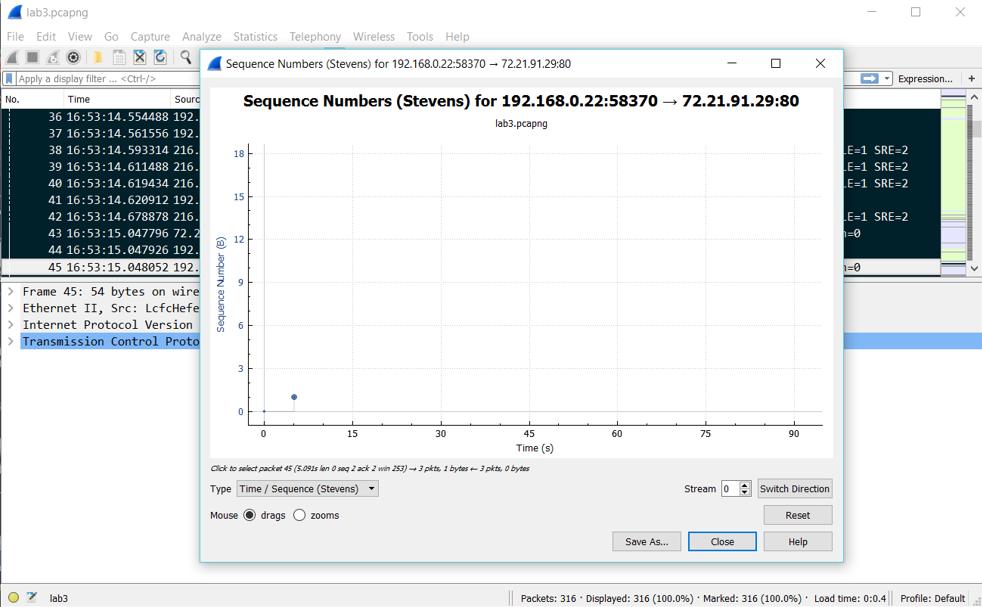 lab3.pcapng
File Edit View Go Capture Analyze Statistics Telephony Wireless Tools Help
Apply a display filter ... <Ctrl-/>
Expression... +
No. Time Sourc
36 16:53:14.554488 192.
37 16:53:14.561556 192.
38 16:53:14.593314 216. LE=1 SRE=2
39 16:53:14.611488 216. LE=1 SRE=2
40 16:53:14.619434 216. LE=1 SRE=2
41 16:53:14.620912 192.
42 16:53:14.678878 216. LE=1 SRE=2
43 16:53:15.047796 72.2 n=0
44 16:53:15.047926 192.
45 16:53:15.048052 192. n=0
Frame 45: 54 bytes on wire
Ethernet II, Src: LcfcHefe
Internet Protocol Version
Transmission Control Proto
Sequence Numbers (Stevens) for 192.168.0.22:58370 → 72.21.91.29:80
Sequence Numbers (Stevens) for 192.168.0.22:58370 → 72.21.91.29:80
lab3.pcapng
Sequence Number (B)
18
15
12
9
6
3
0
0 15 30 45 60 75 90
Time (s)
Click to select packet 45 (5.091s len 0 seq 2 ack 2 win 253) → 3 pkts, 1 bytes ← 3 pkts, 0 bytes
Type Time / Sequence (Stevens) Stream 0 Switch Direction
Mouse drags zooms Reset
Save As... Close Help
lab3 Packets: 316 · Displayed: 316 (100.0%) · Marked: 316 (100.0%) · Load time: 0:0.4 Profile: Default